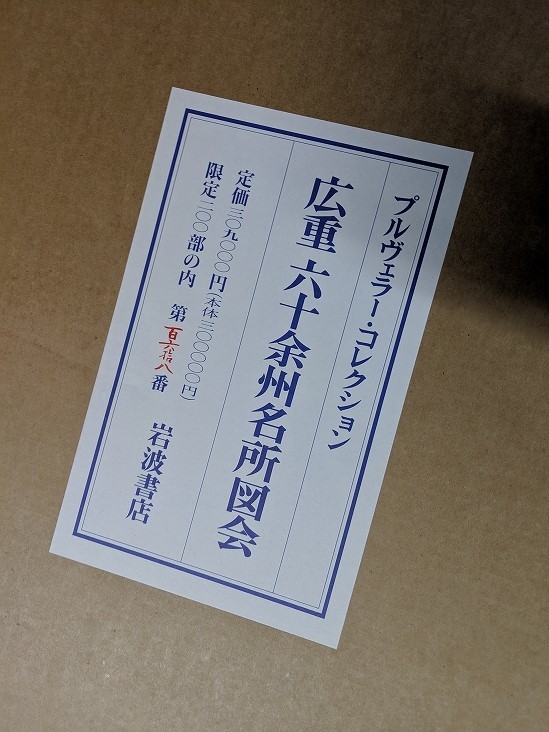 プルヴェラー・コレクション
広重 六十余州名所図会
定価三〇九〇〇〇円(本体三〇〇〇〇〇円)
限定二〇〇部の内 第百六拾八番 岩波書店